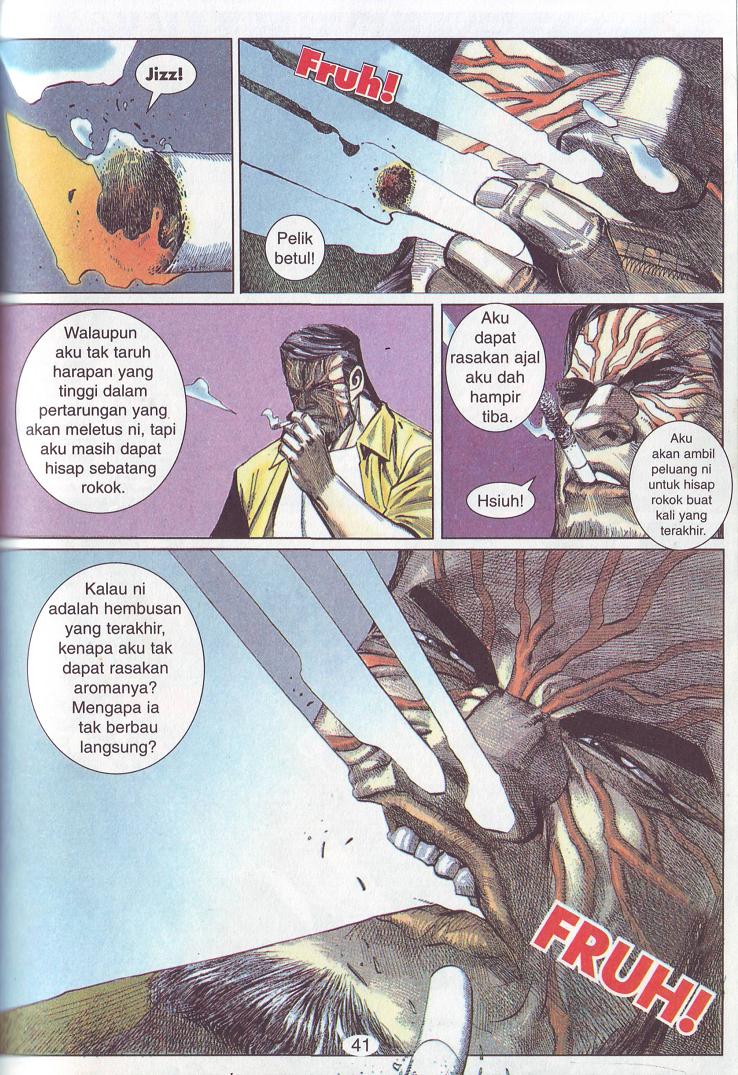 Jizz!
Fruh!
Pelik
betul!
Walaupun
aku tak taruh
harapan yang
tinggi dalam
pertarungan yang
akan meletus ni, tapi
aku masih dapat
hisap sebatang
rokok.
Aku
dapat
rasakan ajal
aku dah
hampir
tiba.
Hsiuh!
Aku
akan ambil
peluang ni
untuk hisap
rokok buat
kali yang
terakhir.
Kalau ni
adalah hembusan
yang terakhir,
kenapa aku tak
dapat rasakan
aromanya?
Mengapa ia
tak berbau
langsung?
FRUH!
41